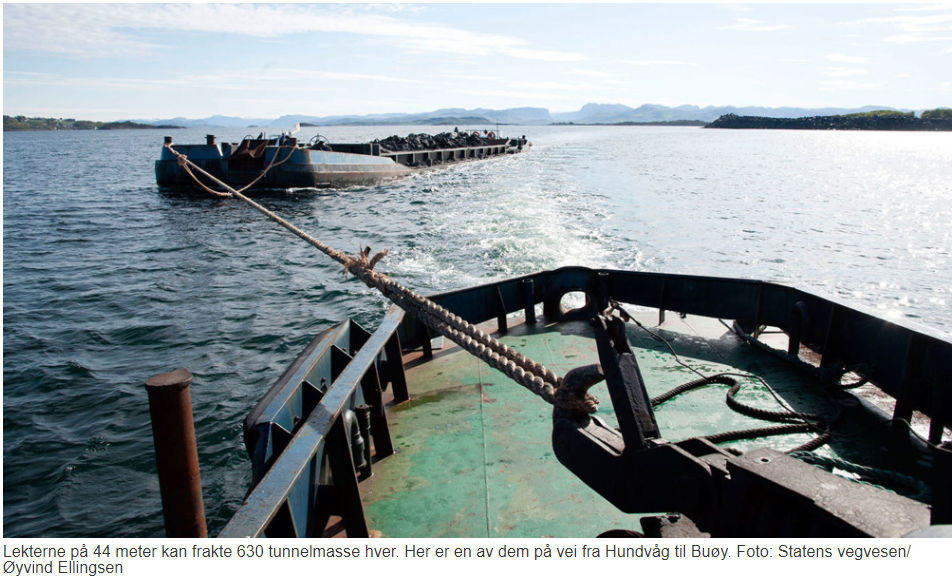 Lekterne på 44 meter kan frakte 630 tunnelmasse hver. Her er en av dem på vei fra Hundvåg til Buøy. Foto: Statens vegvesen/
Øyvind Ellingsen